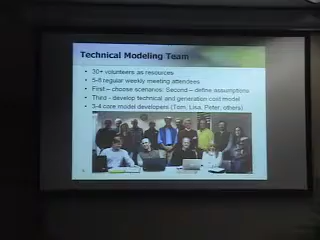 Technical Modeling Team
• 30+ volunteers as resources
• 5-8 regular weekly meeting attendees
• First – choose scenarios; Second – define assumptions
• Third - develop technical and generation cost model
• 3-4 core model developers (Tom, Lisa, Peter, others)